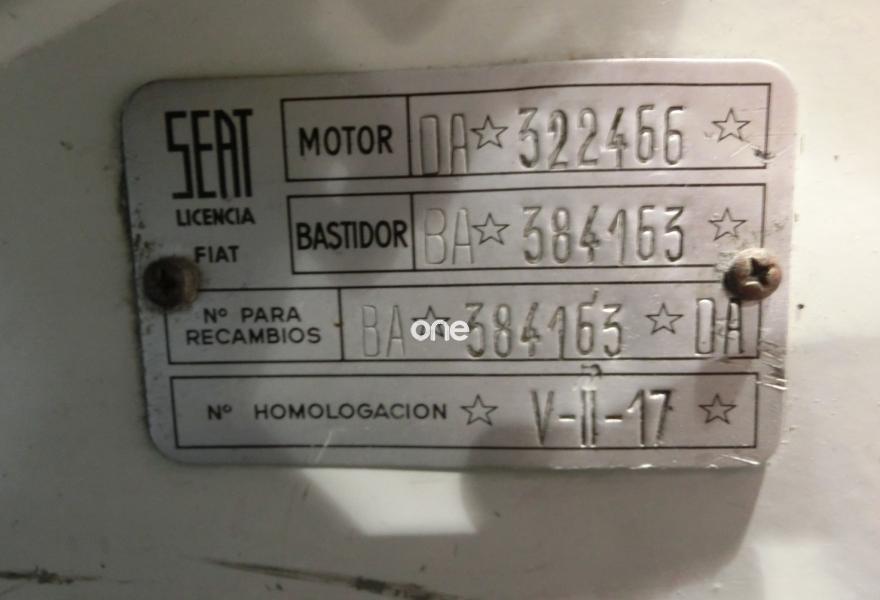 SEAT
LICENCIA
FIAT
MOTOR DA☆322466☆
BASTIDOR BA☆384163☆
Nº PARA RECAMBIOS BA☆384163☆DA
Nº HOMOLOGACION ☆ V-II-17 ☆
one